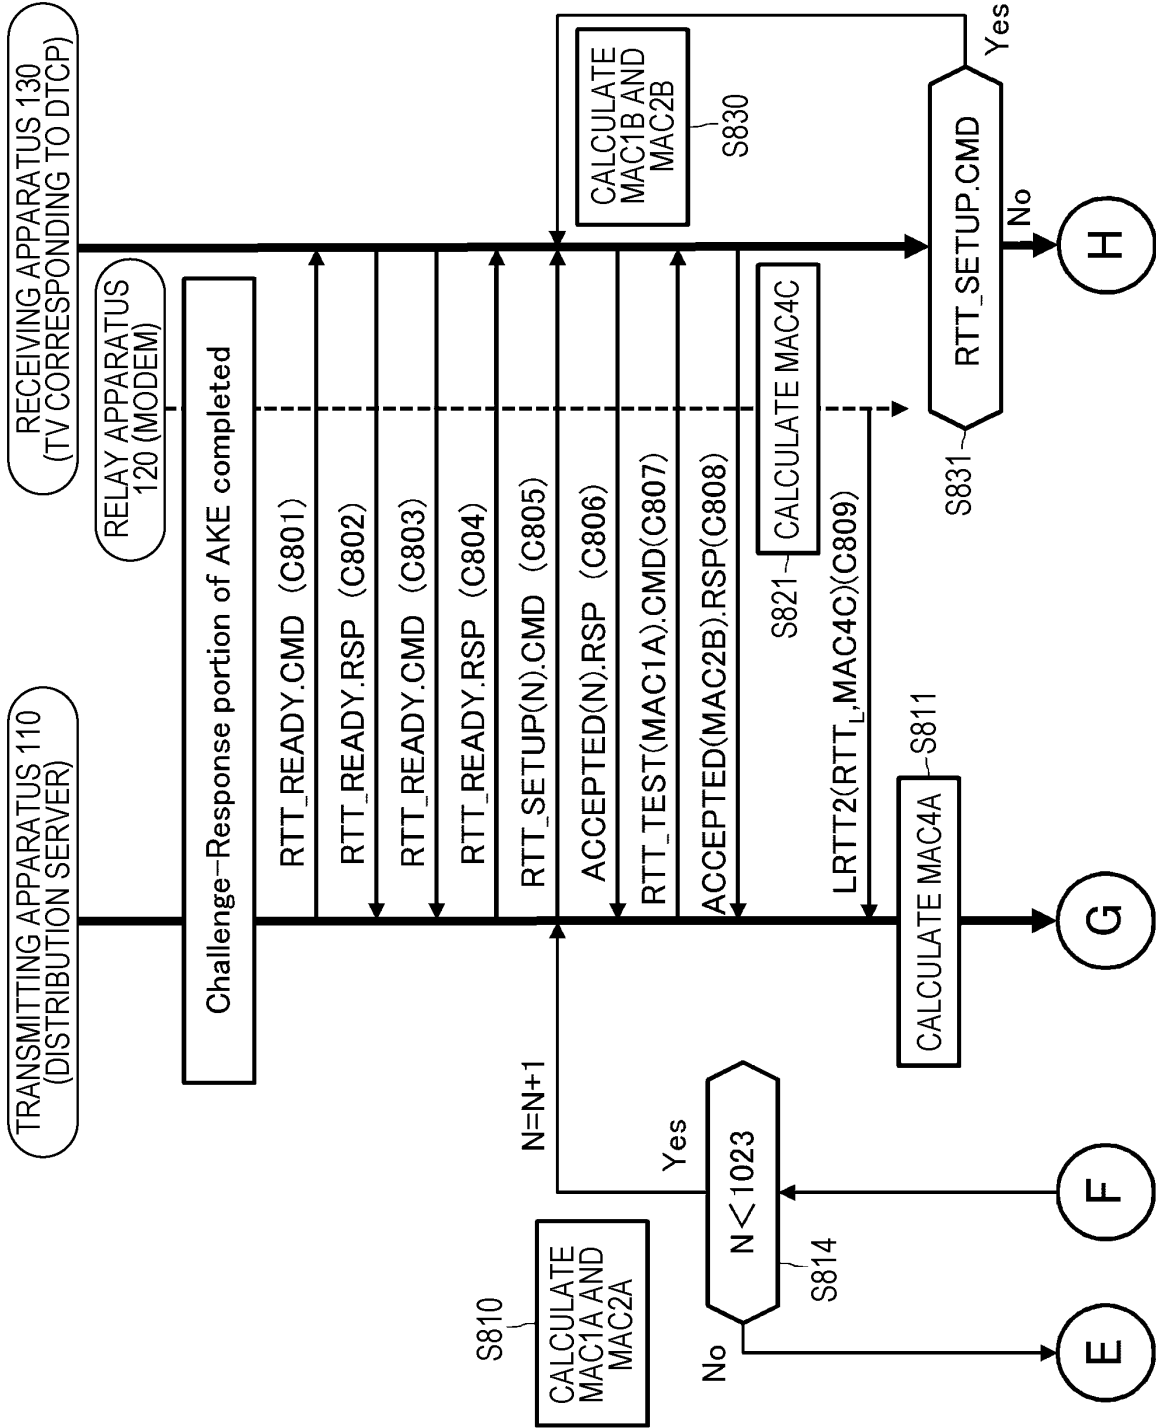 TRANSMITTING APPARATUS 110
(DISTRIBUTION SERVER)
RELAY APPARATUS
120 (MODEM)
RECEIVING APPARATUS 130
(TV CORRESPONDING TO DTCP)
Challenge-Response portion of AKE completed
RTT_READY.CMD (C801)
RTT_READY.RSP (C802)
RTT_READY.CMD (C803)
RTT_READY.RSP (C804)
N=N+1
RTT_SETUP(N).CMD (C805)
ACCEPTED(N).RSP (C806)
RTT_TEST(MAC1A).CMD(C807)
ACCEPTED(MAC2B).RSP(C808)
S810
CALCULATE
MAC1A AND
MAC2A
CALCULATE
MAC1B AND
MAC2B
S830
Yes
N<1023
S814
No
S821
CALCULATE MAC4C
LRTT2(RTT_L,MAC4C)(C809)
S811
CALCULATE MAC4A
S831
RTT_SETUP.CMD
Yes
No
E
F
G
H